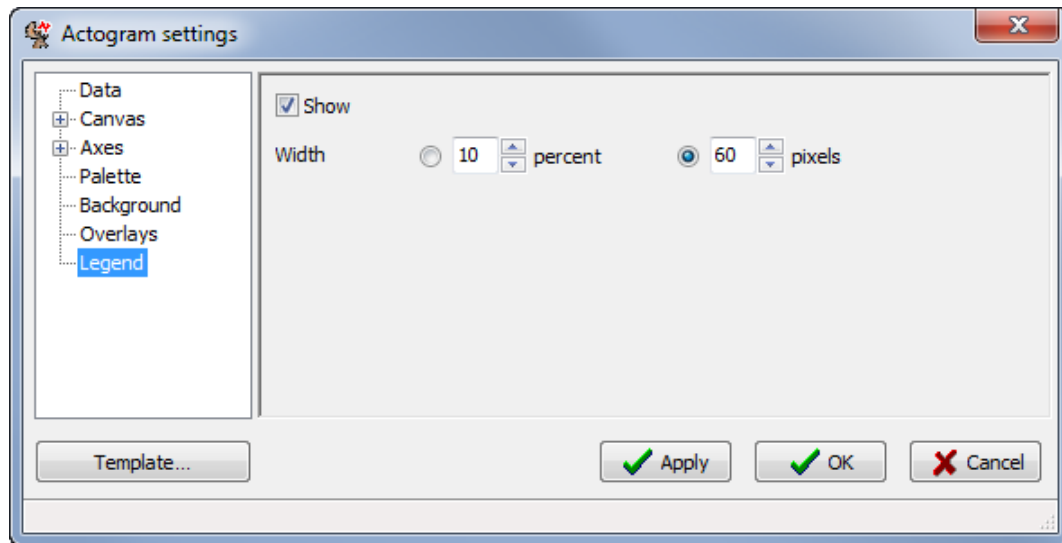 Actogram settings
Data
Canvas
Axes
Palette
Background
Overlays
Legend
Show
Width 10 percent 60 pixels
Template... Apply OK Cancel